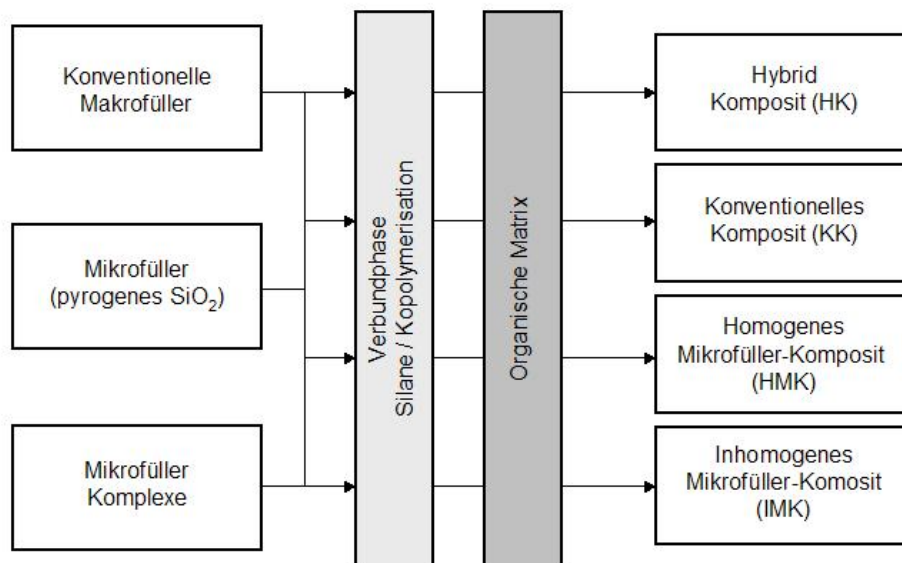 Konventionelle
Makrofüller
Mikrofüller
(pyrogenes SiO₂)
Mikrofüller
Komplexe
Verbundphase
Silane / Kopolymerisation
Organische Matrix
Hybrid
Komposit (HK)
Konventionelles
Komposit (KK)
Homogenes
Mikrofüller-Komposit
(HMK)
Inhomogenes
Mikrofüller-Komosit
(IMK)